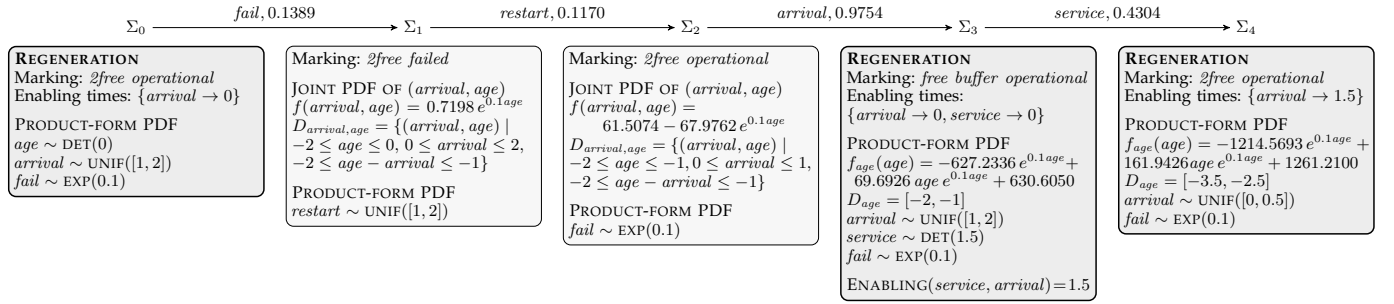 fail, 0.1389
restart, 0.1170
arrival, 0.9754
service, 0.4304
Σ0
Σ1
Σ2
Σ3
Σ4
REGENERATION
Marking: 2free operational
Enabling times: {arrival → 0}
PRODUCT-FORM PDF
age ∼ DET(0)
arrival ∼ UNIF([1, 2])
fail ∼ EXP(0.1)
Marking: 2free failed
JOINT PDF OF (arrival, age)
f(arrival, age) = 0.7198 e^{0.1age}
D_{arrival,age} = {(arrival, age) |
−2 ≤ age ≤ 0, 0 ≤ arrival ≤ 2,
−2 ≤ age − arrival ≤ −1}
PRODUCT-FORM PDF
restart ∼ UNIF([1, 2])
Marking: 2free operational
JOINT PDF OF (arrival, age)
f(arrival, age) =
61.5074 − 67.9762 e^{0.1age}
D_{arrival,age} = {(arrival, age) |
−2 ≤ age ≤ −1, 0 ≤ arrival ≤ 1,
−2 ≤ age − arrival ≤ −1}
PRODUCT-FORM PDF
fail ∼ EXP(0.1)
REGENERATION
Marking: free buffer operational
Enabling times:
{arrival → 0, service → 0}
PRODUCT-FORM PDF
f_{age}(age) = −627.2336 e^{0.1age}+
69.6926 age e^{0.1age} + 630.6050
D_{age} = [−2, −1]
arrival ∼ UNIF([1, 2])
service ∼ DET(1.5)
fail ∼ EXP(0.1)
ENABLING(service, arrival)=1.5
REGENERATION
Marking: 2free operational
Enabling times: {arrival → 1.5}
PRODUCT-FORM PDF
f_{age}(age) = −1214.5693 e^{0.1age} +
161.9426age e^{0.1age} + 1261.2100
D_{age} = [−3.5, −2.5]
arrival ∼ UNIF([0, 0.5])
fail ∼ EXP(0.1)